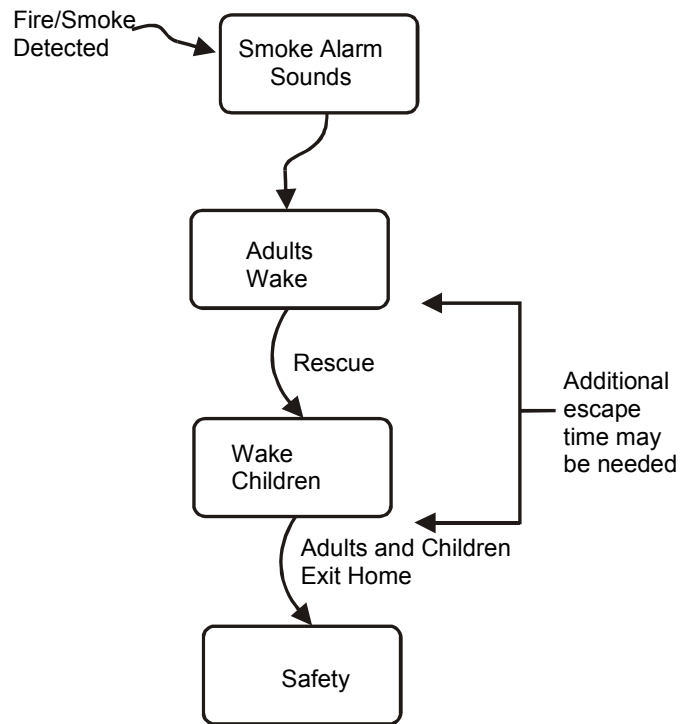 Fire/Smoke
Detected
Smoke Alarm
Sounds
Adults
Wake
Rescue
Additional
escape
time may
be needed
Wake
Children
Adults and Children
Exit Home
Safety